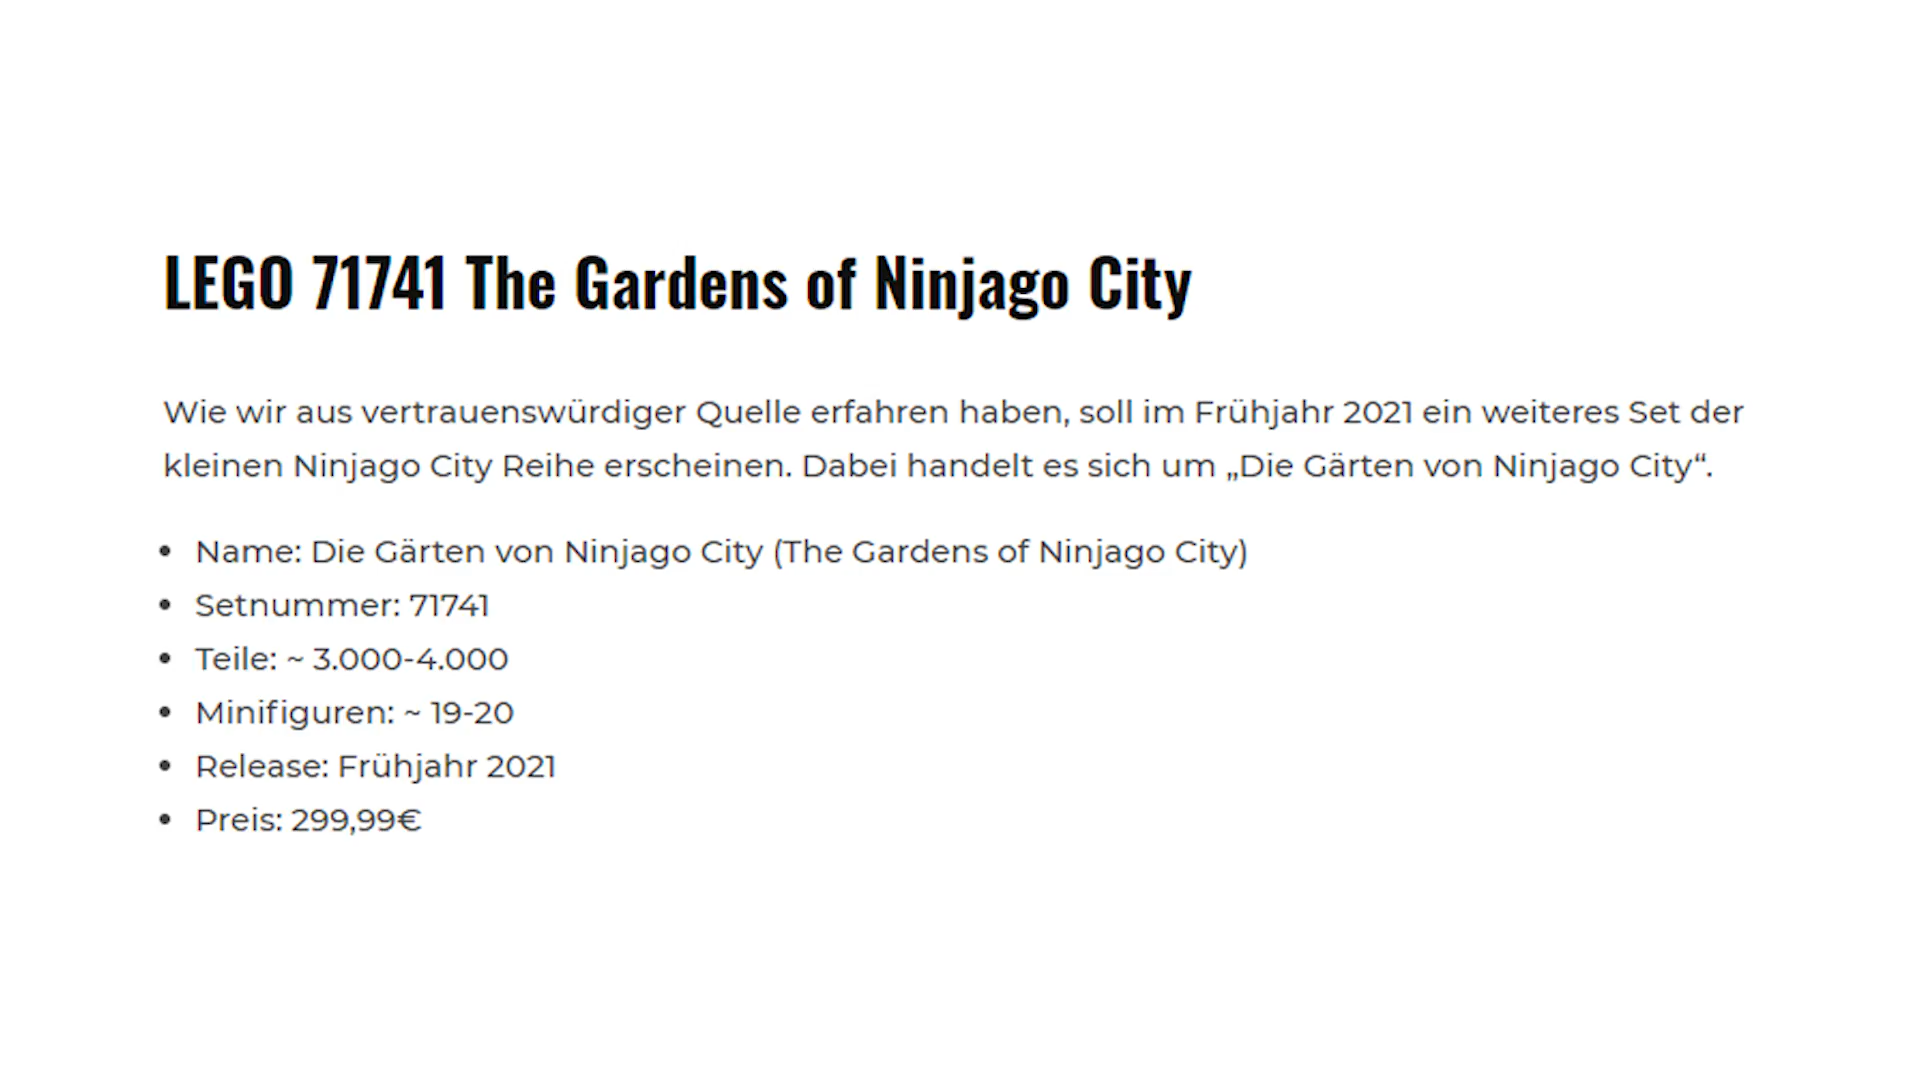 LEGO 71741 The Gardens of Ninjago City
Wie wir aus vertrauenswürdiger Quelle erfahren haben, soll im Frühjahr 2021 ein weiteres Set der
kleinen Ninjago City Reihe erscheinen. Dabei handelt es sich um „Die Gärten von Ninjago City“.
• Name: Die Gärten von Ninjago City (The Gardens of Ninjago City)
• Setnummer: 71741
• Teile: ~ 3.000-4.000
• Minifiguren: ~ 19-20
• Release: Frühjahr 2021
• Preis: 299,99€